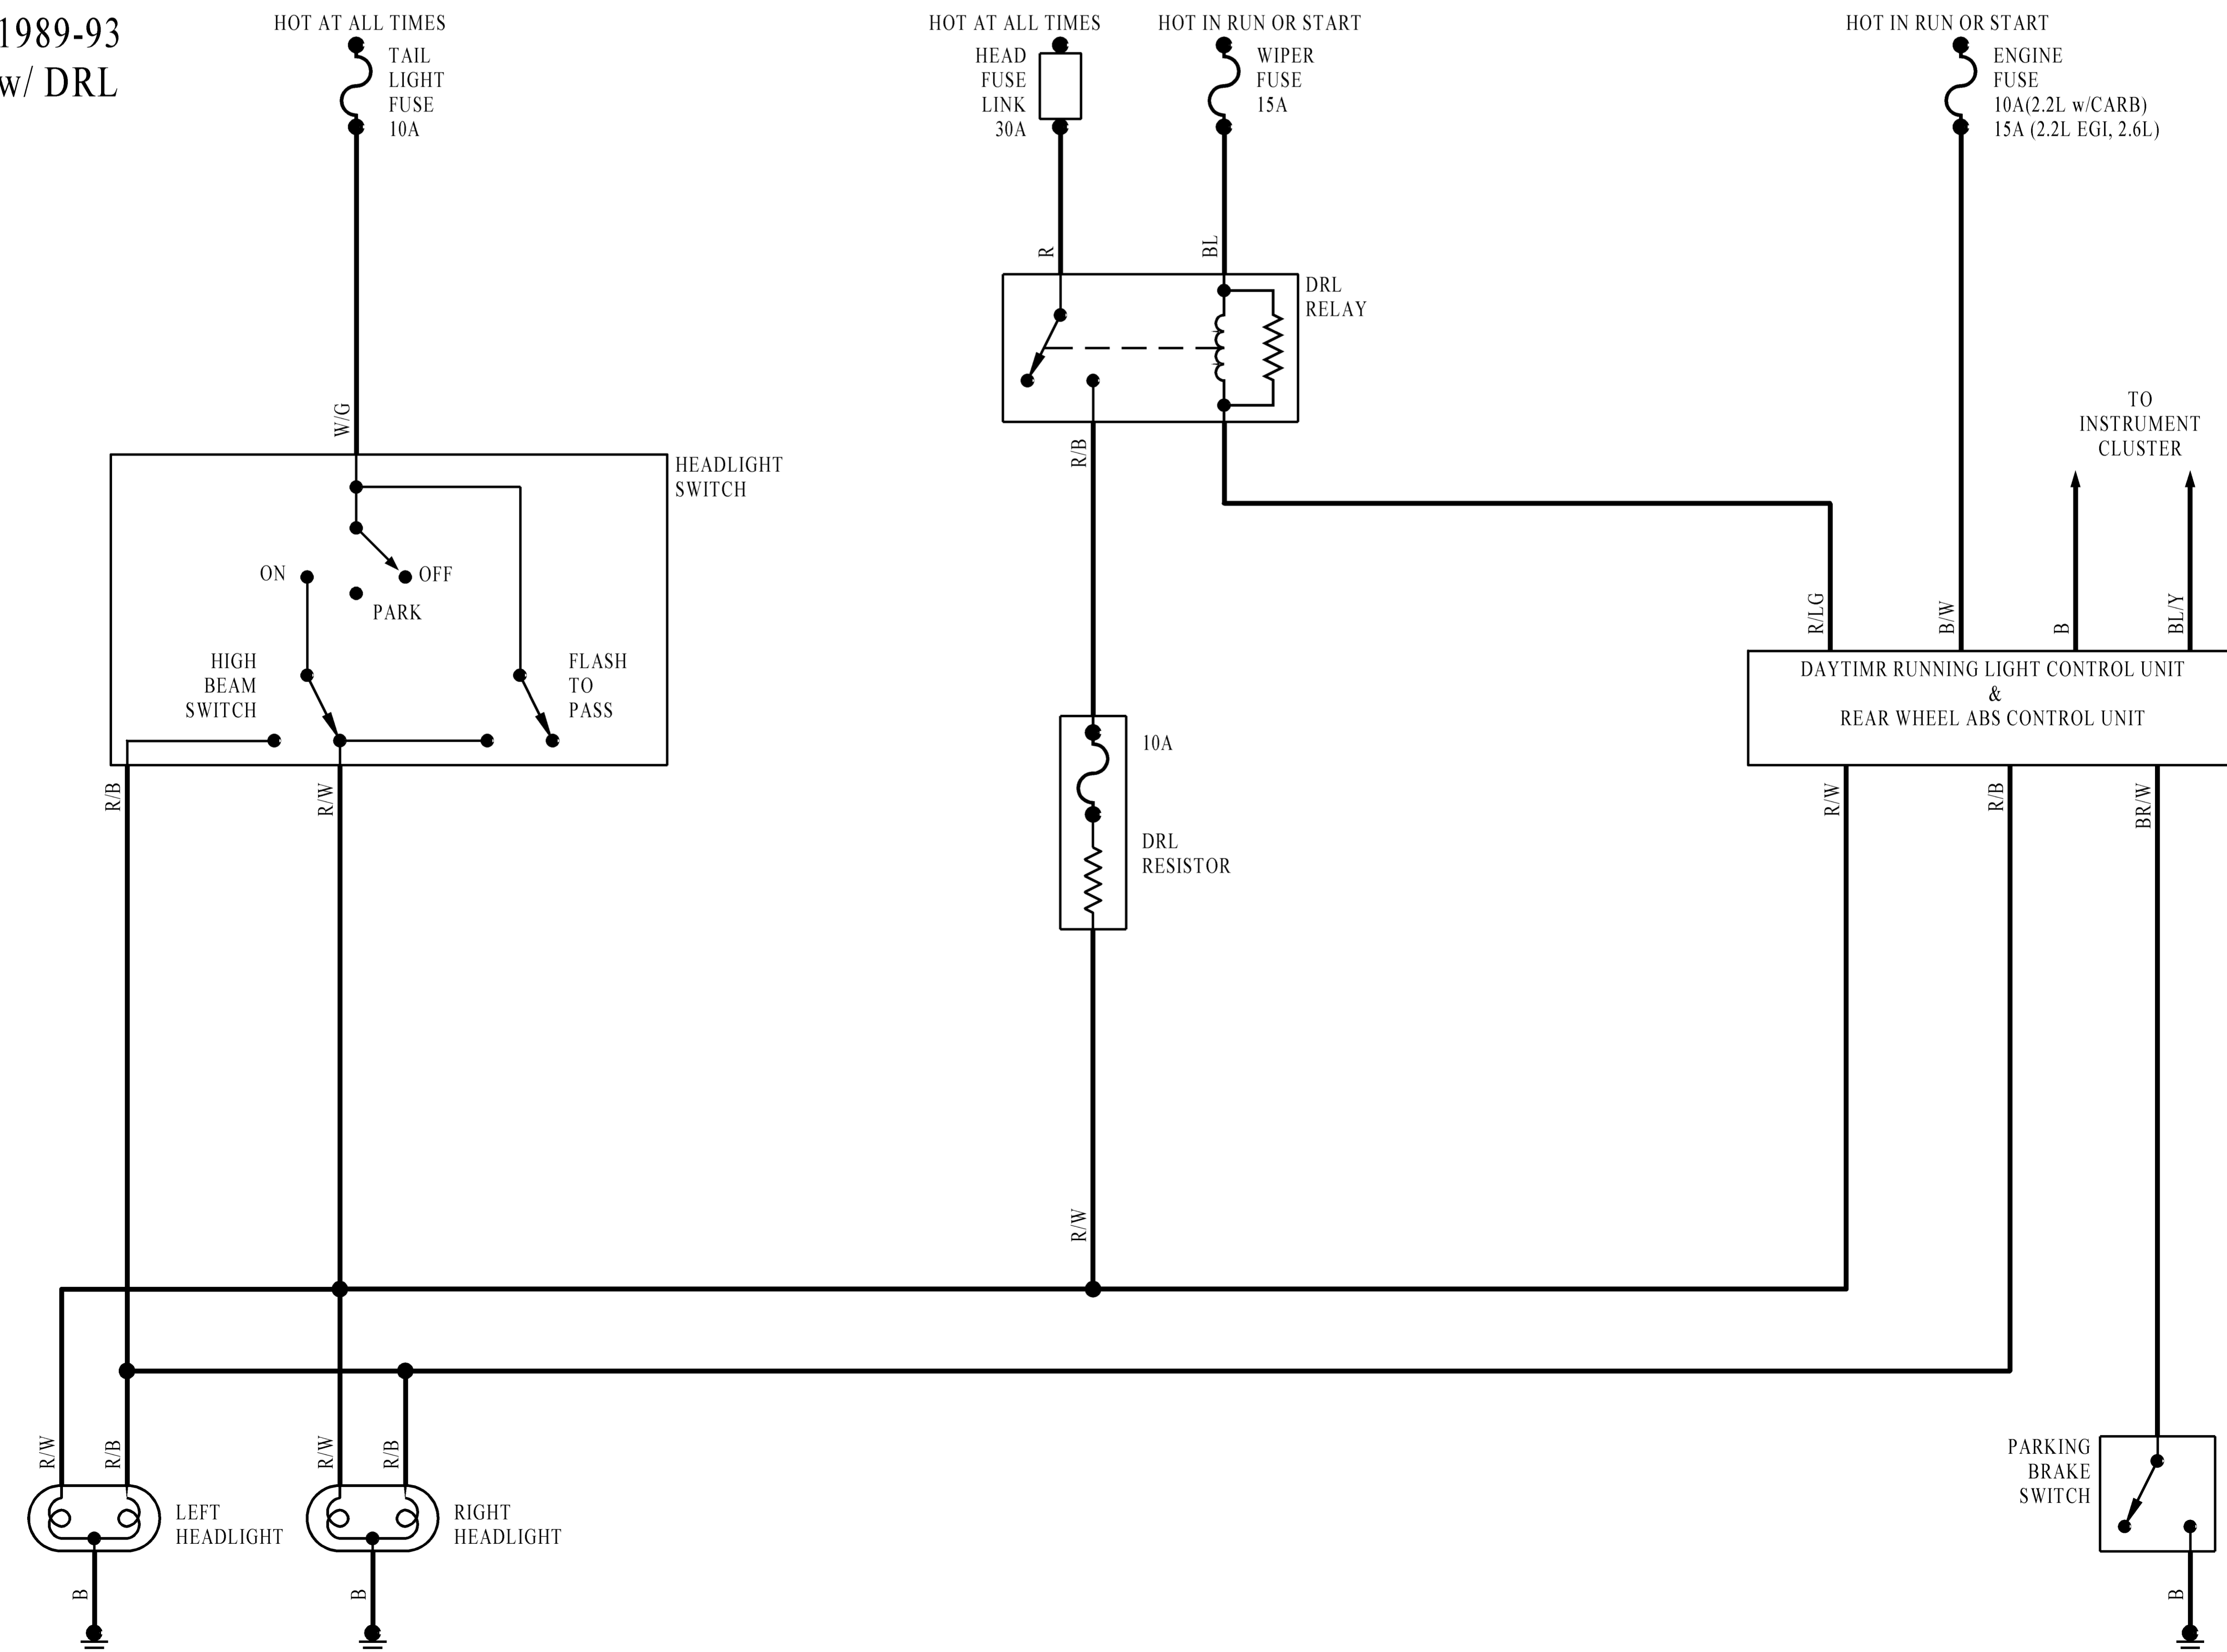 1989-93
w/ DRL
HOT AT ALL TIMES
TAIL
LIGHT
FUSE
10A
HOT AT ALL TIMES
HEAD
FUSE
LINK
30A
HOT IN RUN OR START
WIPER
FUSE
15A
HOT IN RUN OR START
ENGINE
FUSE
10A(2.2L w/CARB)
15A (2.2L EGI, 2.6L)
R
BL
DRL
RELAY
W/G
R/B
TO
INSTRUMENT
CLUSTER
HEADLIGHT
SWITCH
ON
OFF
PARK
HIGH
BEAM
SWITCH
FLASH
TO
PASS
R/LG
B/W
B
BL/Y
DAYTIMR RUNNING LIGHT CONTROL UNIT
&
REAR WHEEL ABS CONTROL UNIT
R/B
R/W
10A
DRL
RESISTOR
R/W
R/B
BR/W
R/W
R/W
R/B
R/W
R/B
LEFT
HEADLIGHT
RIGHT
HEADLIGHT
PARKING
BRAKE
SWITCH
B
B
B